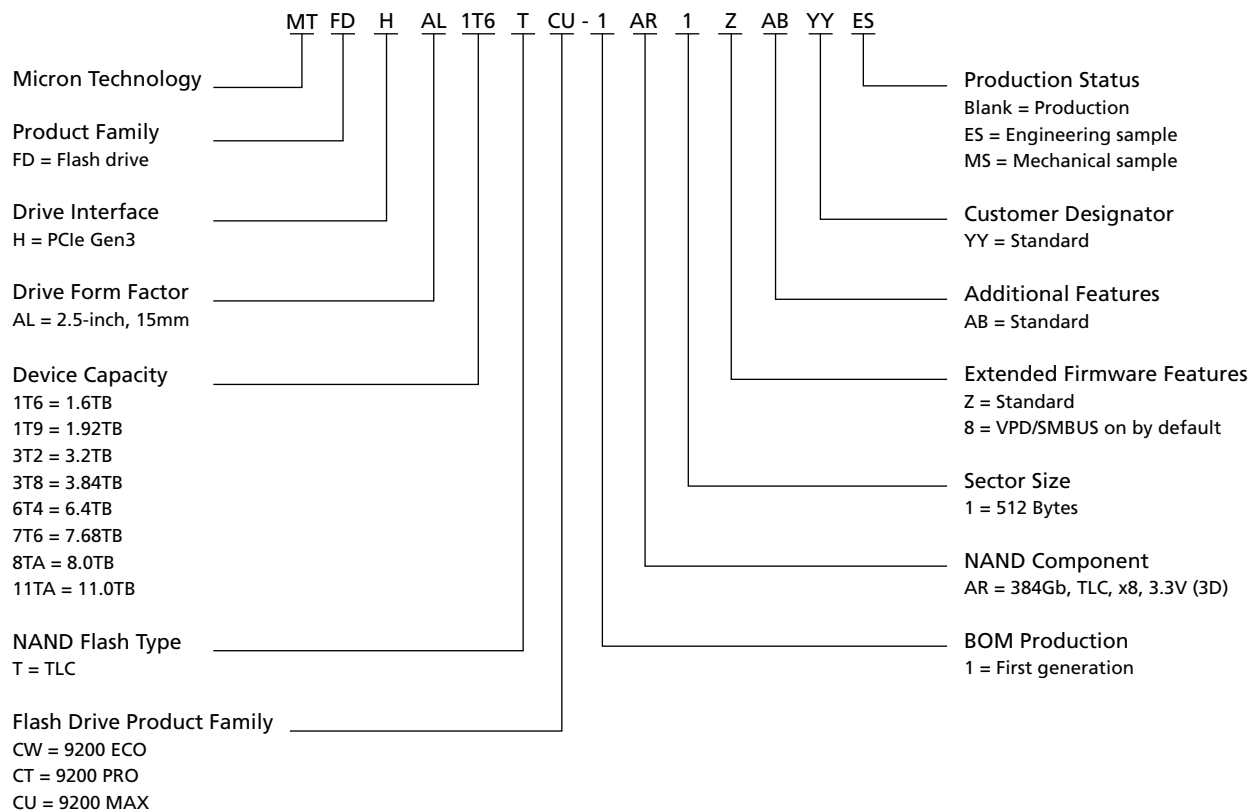 MT FD H AL 1T6 T CU - 1 AR 1 Z AB YY ES
Micron Technology
Product Family
FD = Flash drive
Drive Interface
H = PCIe Gen3
Drive Form Factor
AL = 2.5-inch, 15mm
Device Capacity
1T6 = 1.6TB
1T9 = 1.92TB
3T2 = 3.2TB
3T8 = 3.84TB
6T4 = 6.4TB
7T6 = 7.68TB
8TA = 8.0TB
11TA = 11.0TB
NAND Flash Type
T = TLC
Flash Drive Product Family
CW = 9200 ECO
CT = 9200 PRO
CU = 9200 MAX
Production Status
Blank = Production
ES = Engineering sample
MS = Mechanical sample
Customer Designator
YY = Standard
Additional Features
AB = Standard
Extended Firmware Features
Z = Standard
8 = VPD/SMBUS on by default
Sector Size
1 = 512 Bytes
NAND Component
AR = 384Gb, TLC, x8, 3.3V (3D)
BOM Production
1 = First generation